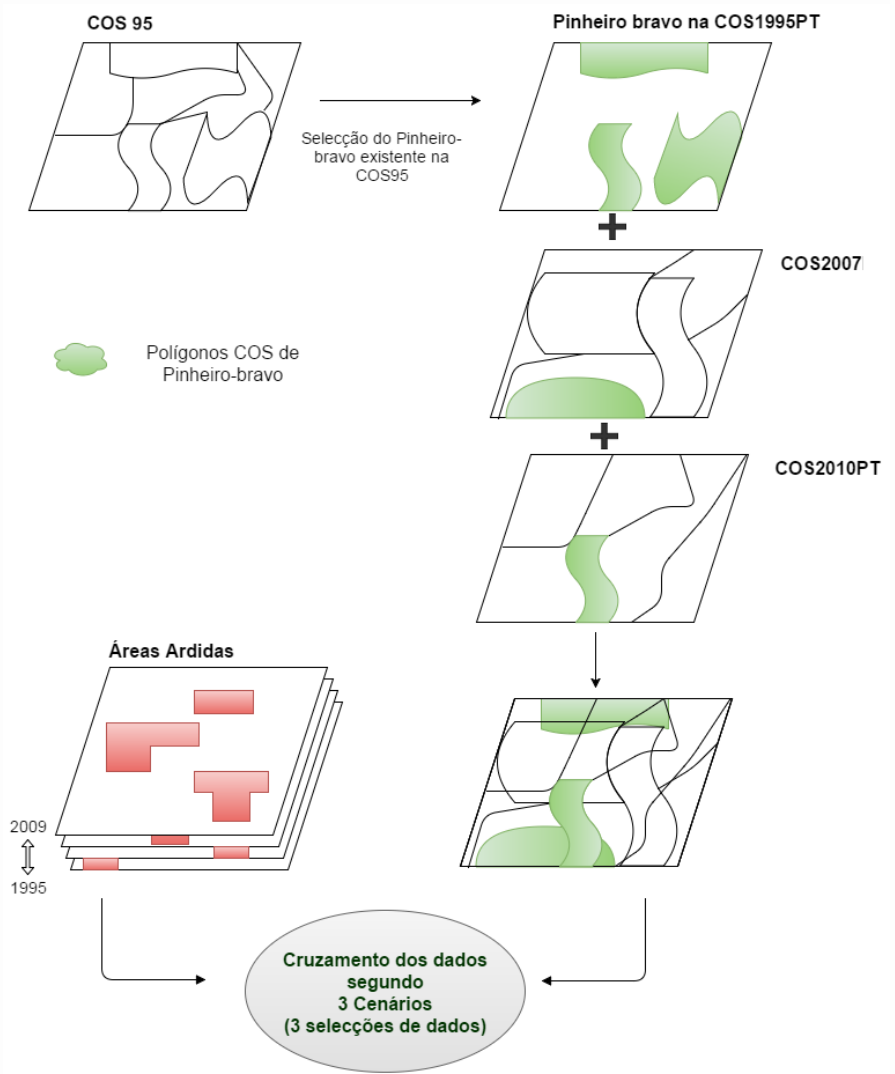 COS 95
Pinheiro bravo na COS1995PT
Selecção do Pinheiro-
bravo existente na
COS95
COS2007
Polígonos COS de
Pinheiro-bravo
COS2010PT
Áreas Ardidas
2009
1995
Cruzamento dos dados
segundo
3 Cenários
(3 selecções de dados)